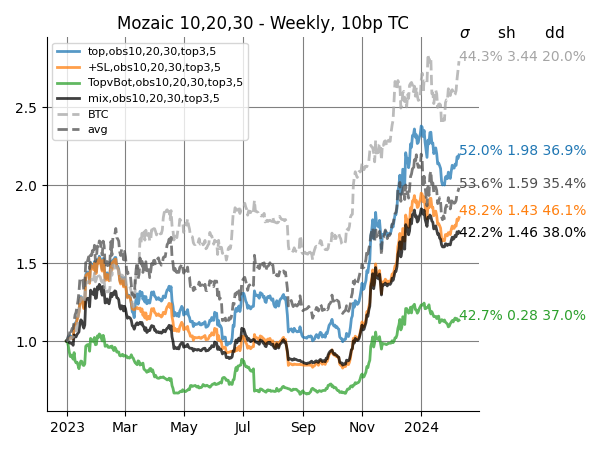 Mozaic 10,20,30 - Weekly, 10bp TC
σ sh dd
top,obs10,20,30,top3,5
+SL,obs10,20,30,top3,5
TopvBot,obs10,20,30,top3,5
mix,obs10,20,30,top3,5
BTC
avg
44.3% 3.44 20.0%
52.0% 1.98 36.9%
53.6% 1.59 35.4%
48.2% 1.43 46.1%
42.2% 1.46 38.0%
42.7% 0.28 37.0%
2.5
2.0
1.5
1.0
2023 Mar May Jul Sep Nov 2024